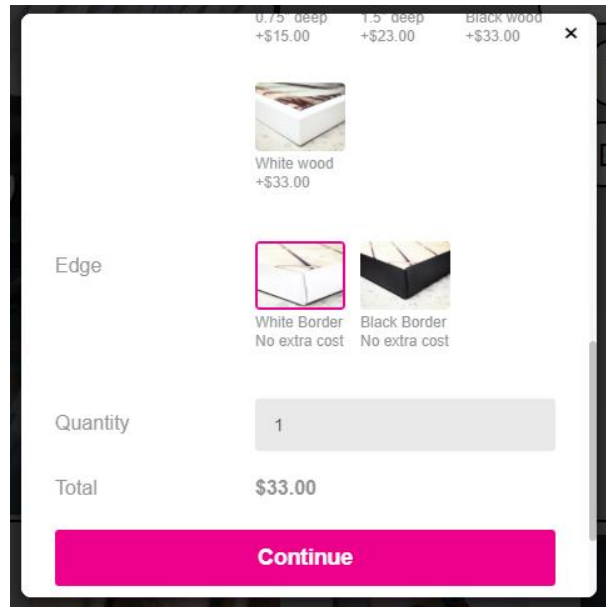 0.75" deep 1.5" deep Black wood
+$15.00 +$23.00 +$33.00
White wood
+$33.00
Edge
White Border Black Border
No extra cost No extra cost
Quantity 1
Total $33.00
Continue